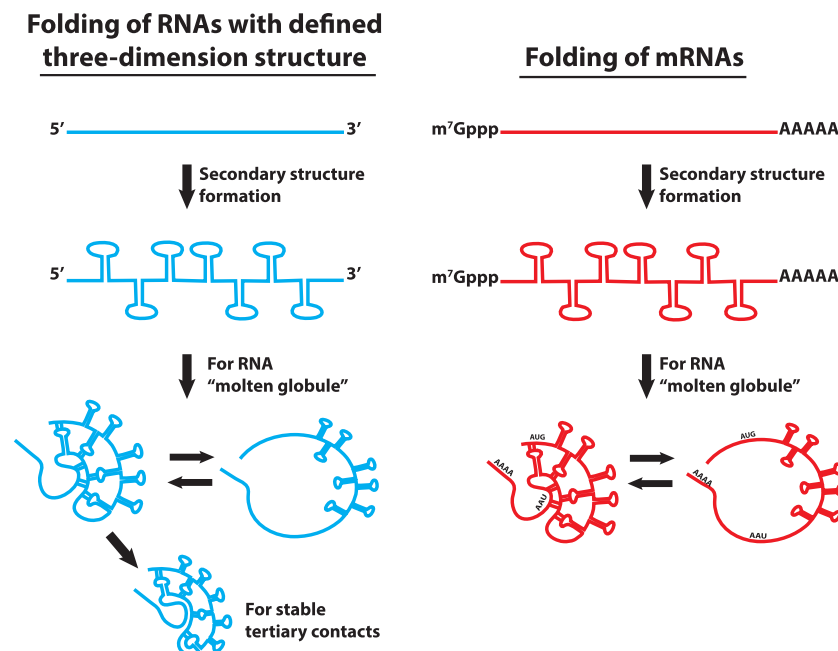 Folding of RNAs with defined
three-dimension structure
5’
3’
Secondary structure
formation
5’
3’
For RNA
“molten globule”
For stable
tertiary contacts
Folding of mRNAs
m⁷Gppp
AAAAA
Secondary structure
formation
m⁷Gppp
AAAAA
For RNA
“molten globule”
AUG
AAAA
AAU
AUG
AAAA
AAU